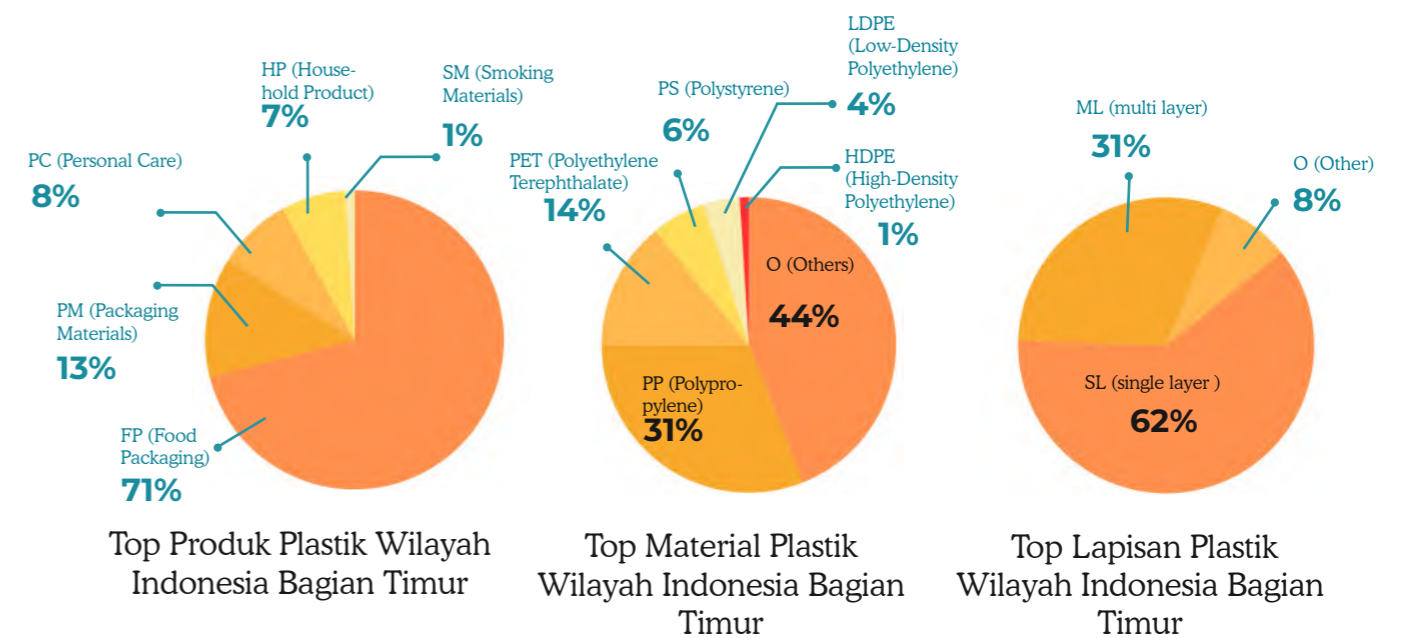 HP (House-
hold Product)
7%
SM (Smoking
Materials)
1%
PC (Personal Care)
8%
PM (Packaging
Materials)
13%
FP (Food
Packaging)
71%
Top Produk Plastik Wilayah
Indonesia Bagian Timur
LDPE
(Low-Density
Polyethylene)
4%
PS (Polystyrene)
6%
PET (Polyethylene
Terephthalate)
14%
HDPE
(High-Density
Polyethylene)
1%
O (Others)
44%
PP (Polypro-
pylene)
31%
Top Material Plastik
Wilayah Indonesia Bagian
Timur
ML (multi layer)
31%
O (Other)
8%
SL (single layer )
62%
Top Lapisan Plastik
Wilayah Indonesia Bagian
Timur